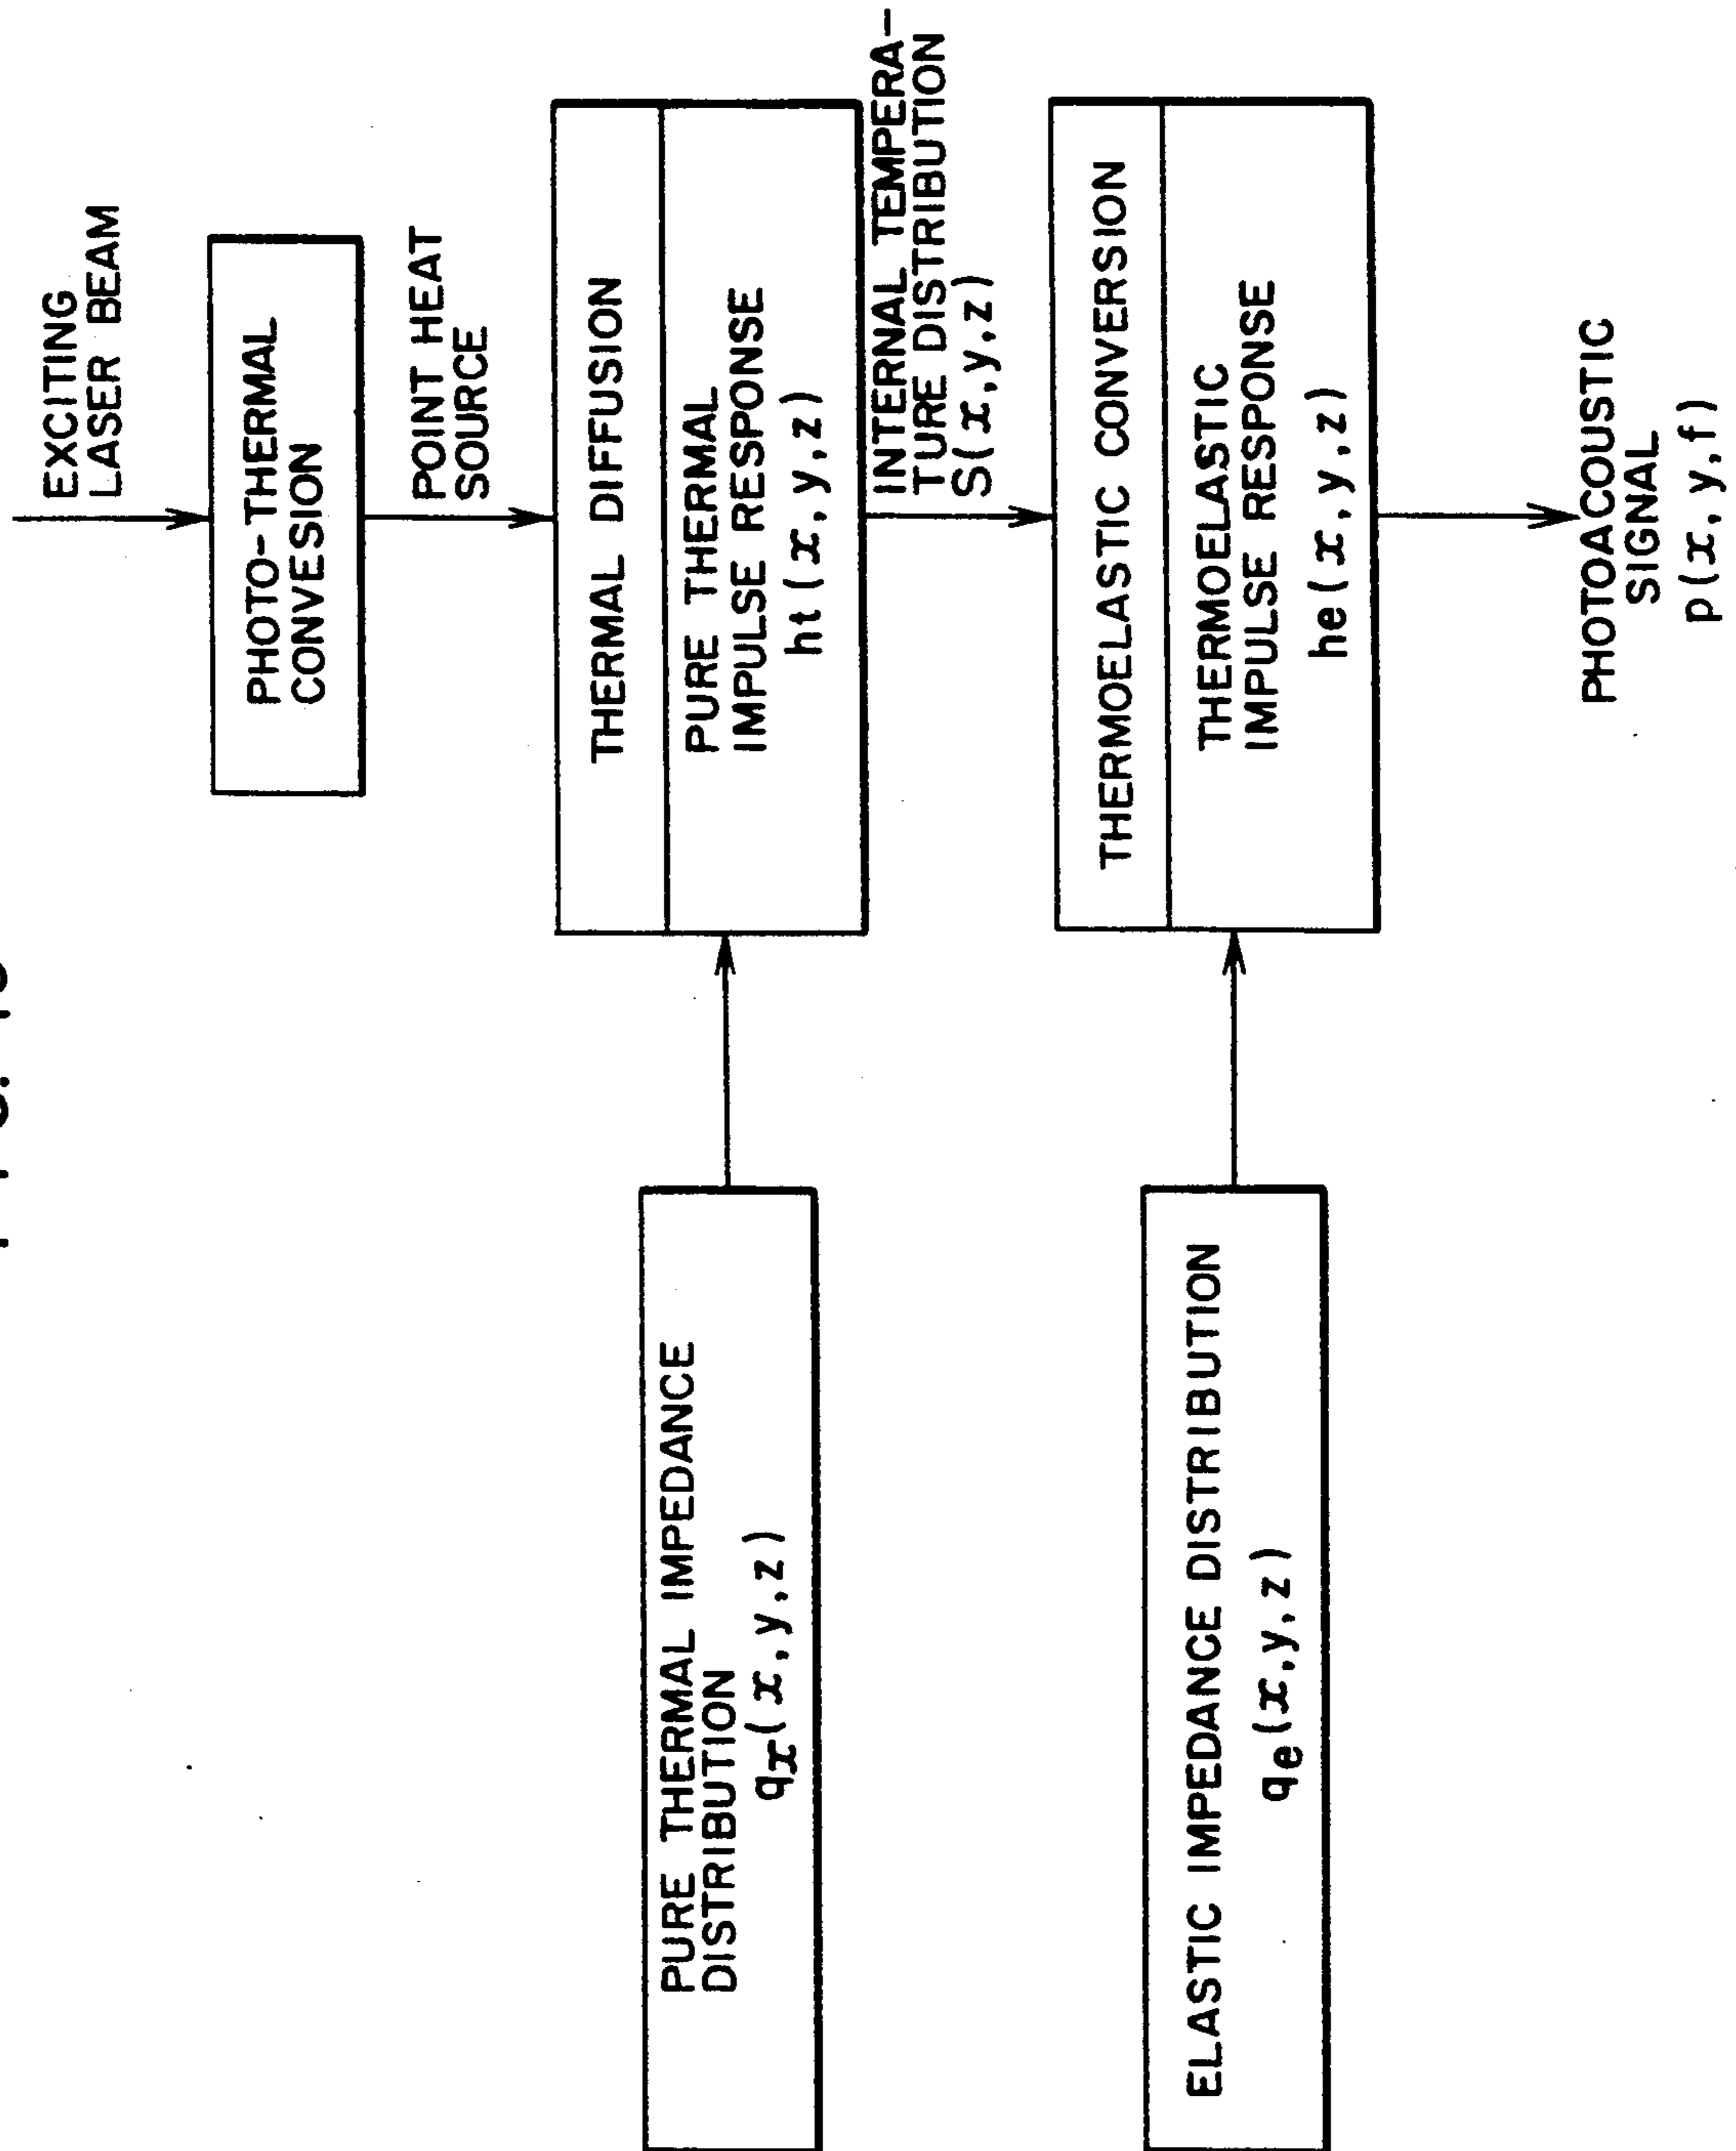 EXCITING
LASER BEAM
PHOTO-THERMAL
CONVESION
POINT HEAT
SOURCE
THERMAL DIFFUSION
PURE THERMAL IMPEDANCE
DISTRIBUTION
qx(x,y,z)
PURE THERMAL
IMPULSE RESPONSE
ht(x,y,z)
INTERNAL TEMPERA-
TURE DISTRIBUTION
S(x,y,z)
THERMOELASTIC CONVERSION
ELASTIC IMPEDANCE DISTRIBUTION
qe(x,y,z)
THERMOELASTIC
IMPULSE RESPONSE
he(x,y,z)
PHOTOACOUSTIC
SIGNAL
p(x,y,f)